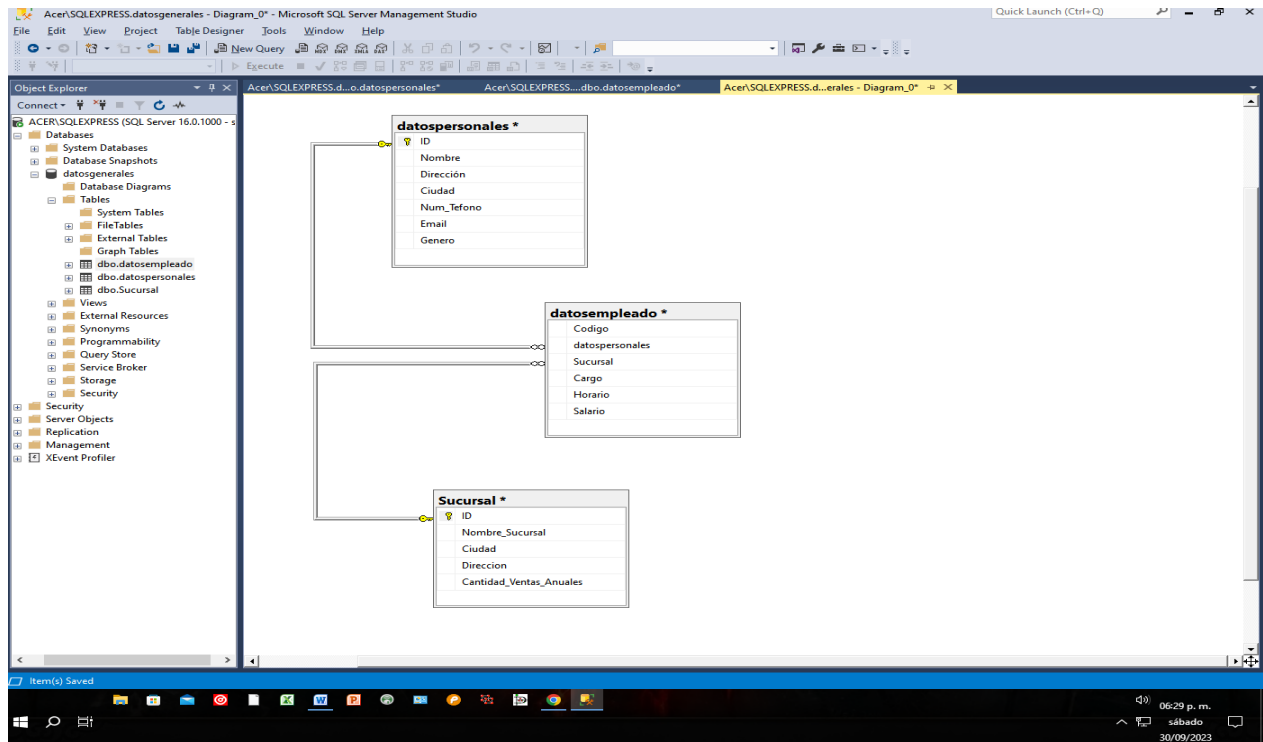 Acer\SQLEXPRESS.datosgenerales - Diagram_0* - Microsoft SQL Server Management Studio
Quick Launch (Ctrl+Q)
File Edit View Project Table Designer Tools Window Help
New Query
Execute
Object Explorer
Acer\SQLEXPRESS.d...o.datospersonales*
Acer\SQLEXPRESS....dbo.datosempleado*
Acer\SQLEXPRESS.d...erales - Diagram_0*
Connect
ACER\SQLEXPRESS (SQL Server 16.0.1000 - s
Databases
System Databases
Database Snapshots
datosgenerales
Database Diagrams
Tables
System Tables
FileTables
External Tables
Graph Tables
dbo.datosempleado
dbo.datospersonales
dbo.Sucursal
Views
External Resources
Synonyms
Programmability
Query Store
Service Broker
Storage
Security
Security
Server Objects
Replication
Management
XEvent Profiler
datospersonales *
ID
Nombre
Dirección
Ciudad
Num_Tefono
Email
Genero
datosempleado *
Codigo
datospersonales
Sucursal
Cargo
Horario
Salario
Sucursal *
ID
Nombre_Sucursal
Ciudad
Direccion
Cantidad_Ventas_Anuales
Item(s) Saved
06:29 p. m.
sábado
30/09/2023